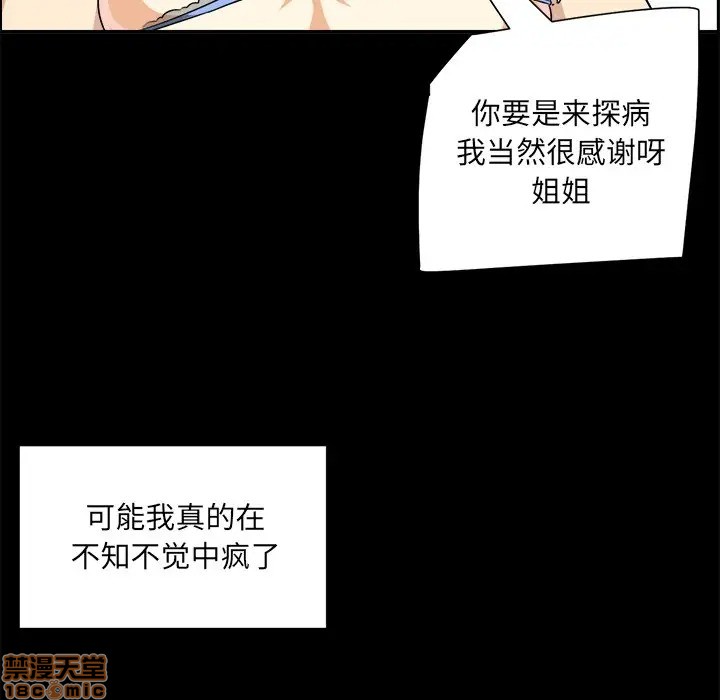 你要是来探病
我当然很感谢呀
姐姐
可能我真的在
不知不觉中疯了
禁漫天堂
18comic